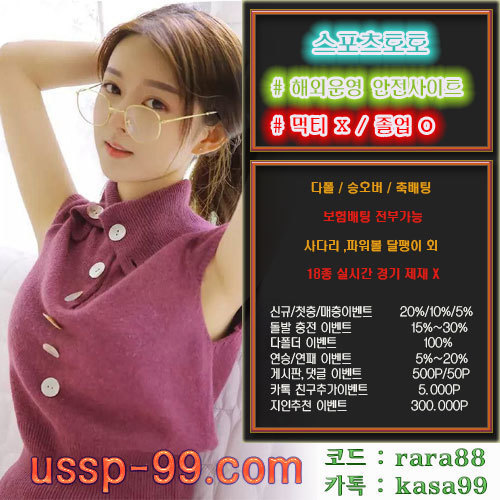 스포츠토토
# 해외운영 안전사이트
# 먹티 X / 졸업 O
다폴 / 승오버 / 축배팅
보험배팅 전부가능
사다리 ,파워볼 달팽이 외
18종 실시간 경기 제재 X
신규/첫충/매충이벤트 20%/10%/5%
돌발 충전 이벤트 15%~30%
다폴더 이벤트 100%
연승/연패 이벤트 5%~20%
게시판, 댓글 이벤트 500P/50P
카톡 친구추가이벤트 5.000P
지인추천 이벤트 300.000P
ussp-99.com
코드 : rara88
카톡 : kasa99